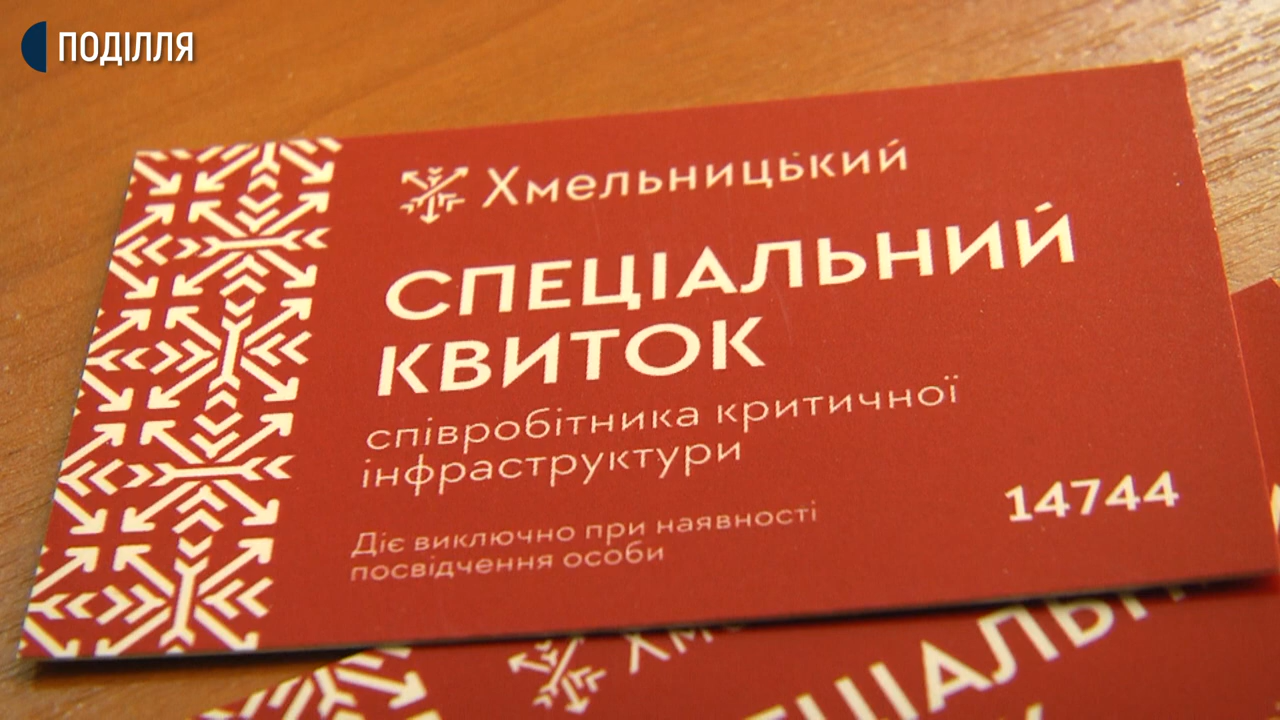 ПОДІЛЛЯ
Хмельницький
СПЕЦІАЛЬНИЙ
КВИТОК
співробітника критичної
інфраструктури
14744
Діє виключно при наявності
посвідчення особи